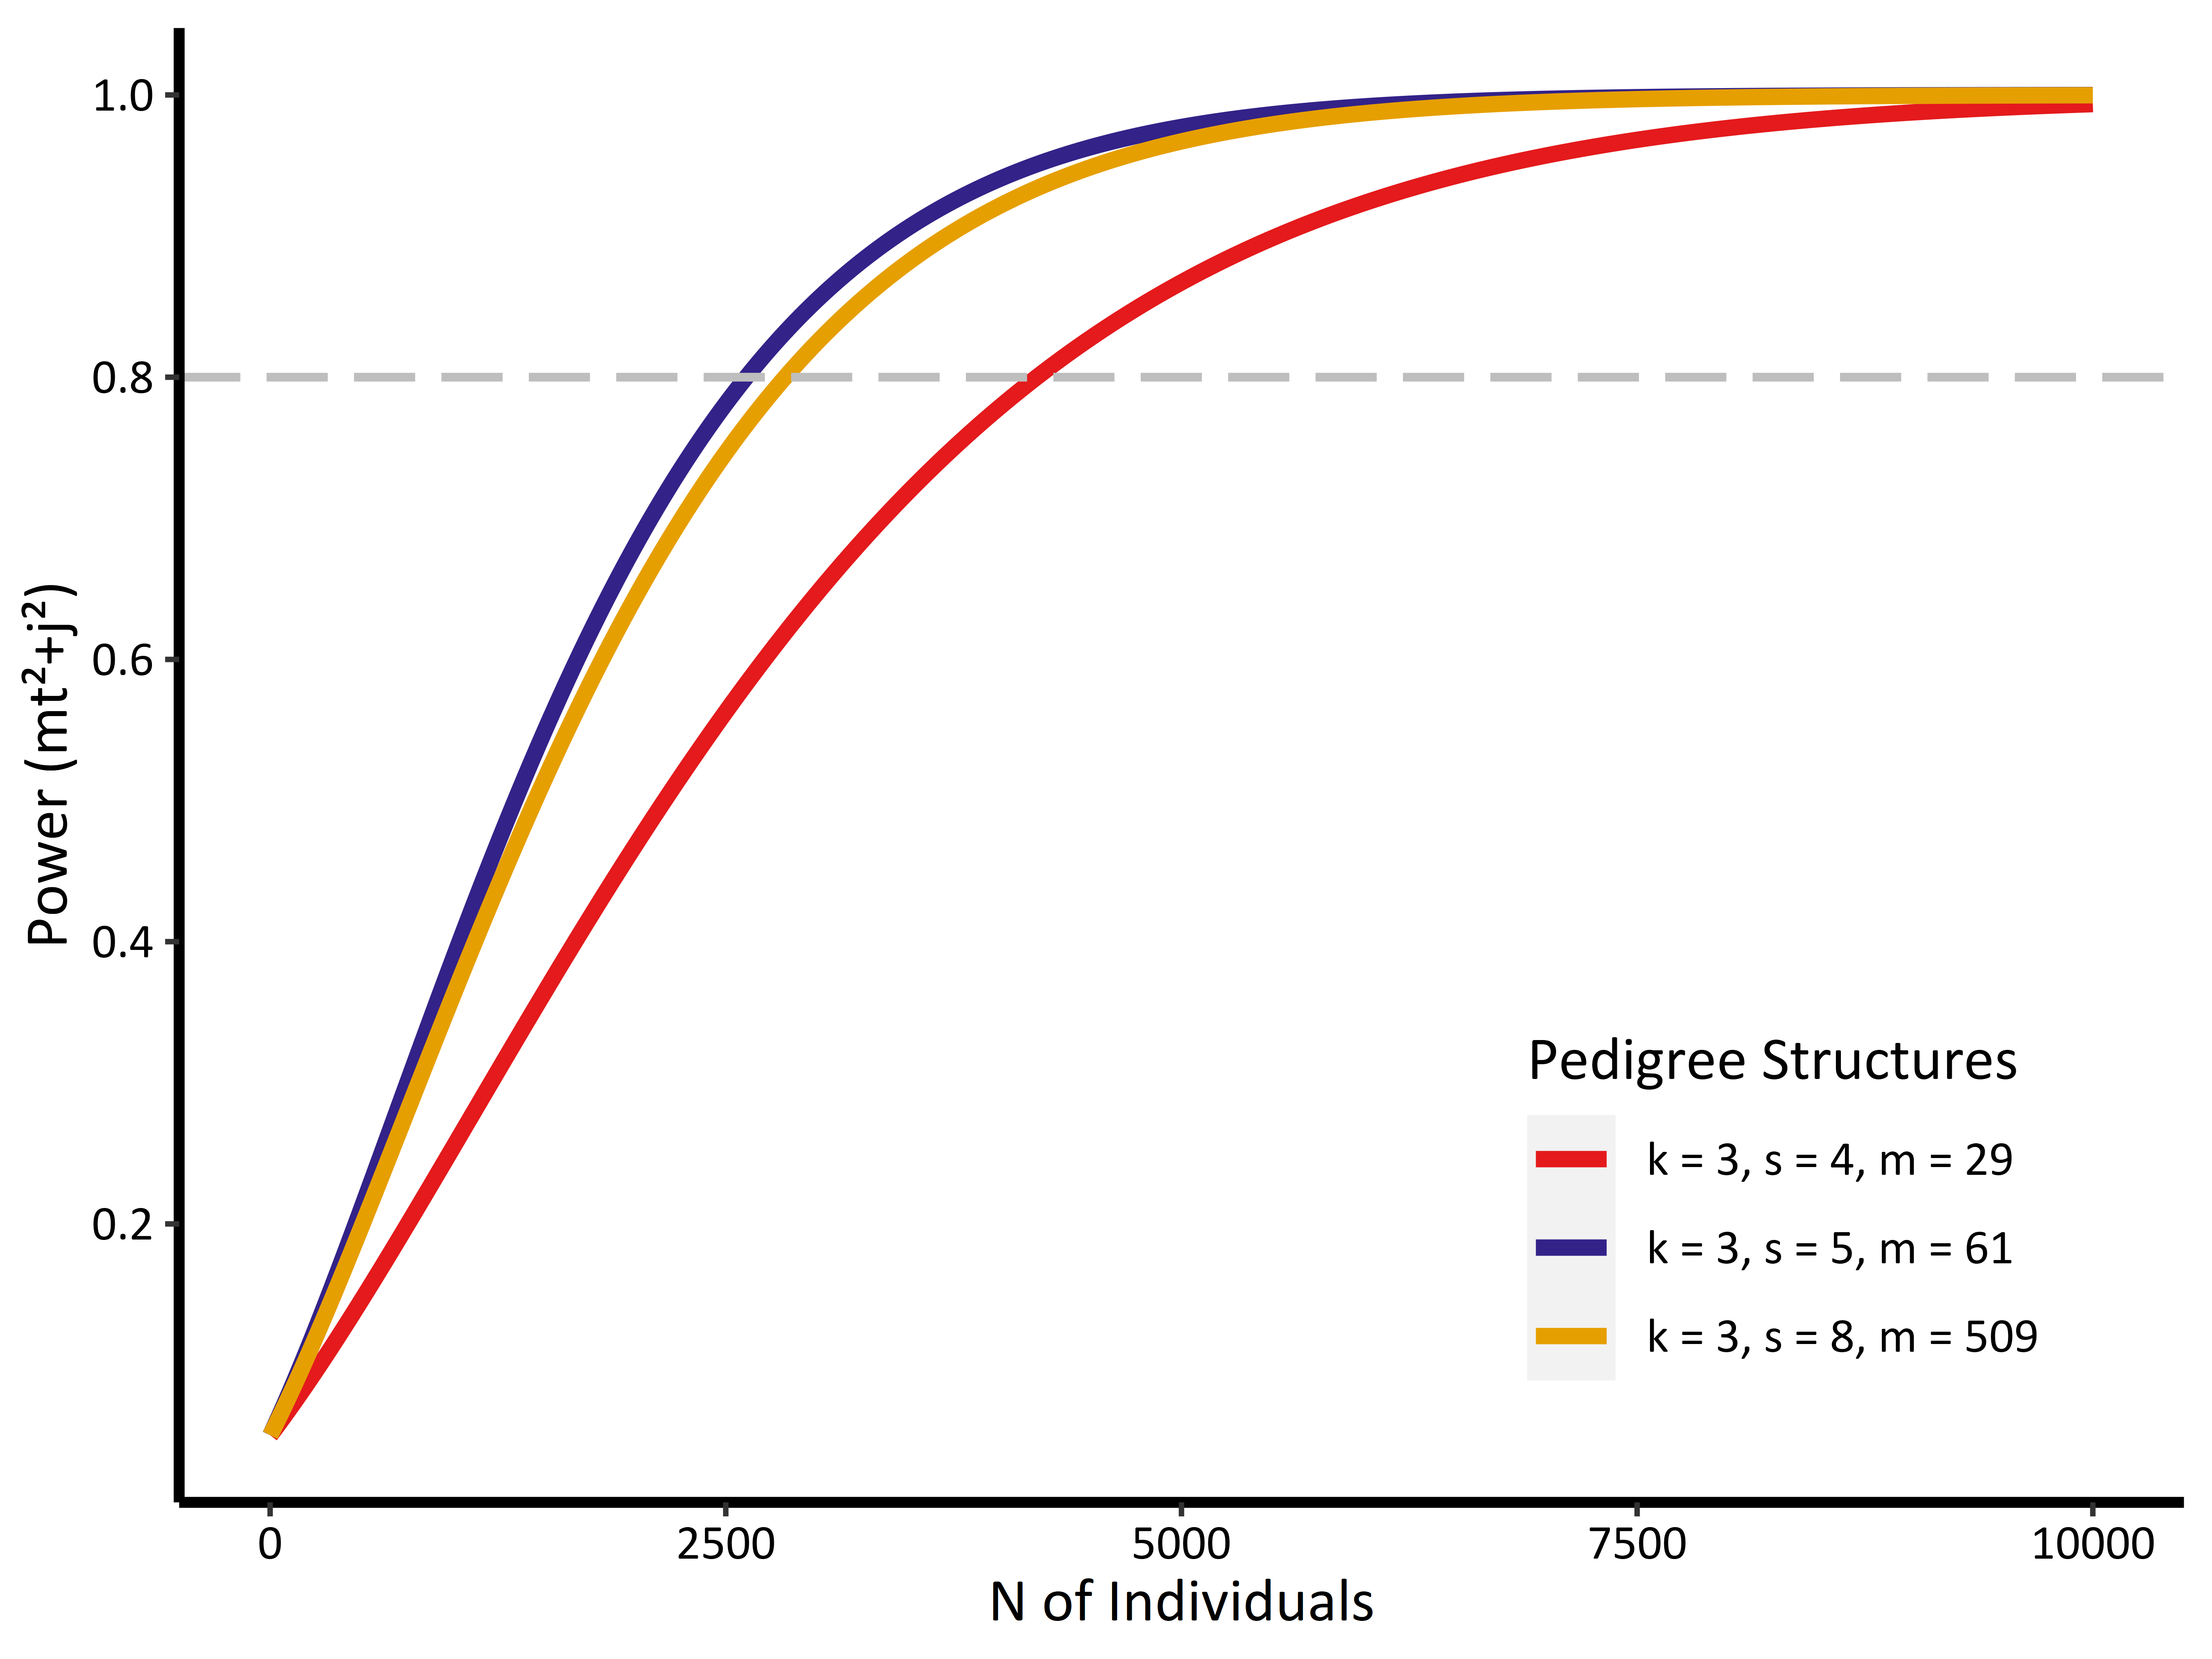 1.0
0.8
0.6
0.4
0.2
Power (mt²+j²)
Pedigree Structures
k = 3, s = 4, m = 29
k = 3, s = 5, m = 61
k = 3, s = 8, m = 509
0 2500 5000 7500 10000
N of Individuals